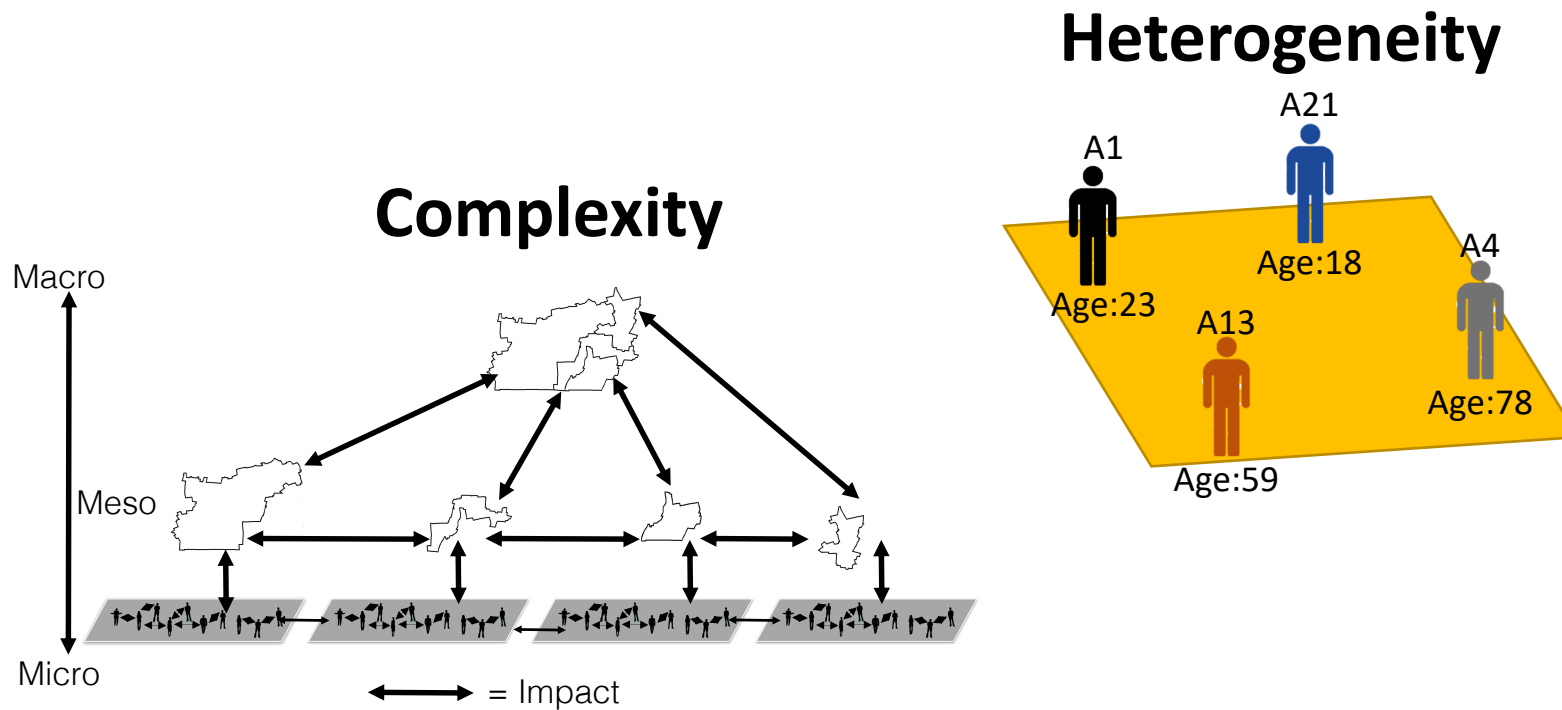 Heterogeneity
A21
A1
Age:18
A4
Age:23
A13
Age:78
Age:59
Complexity
Macro
Meso
Micro
= Impact